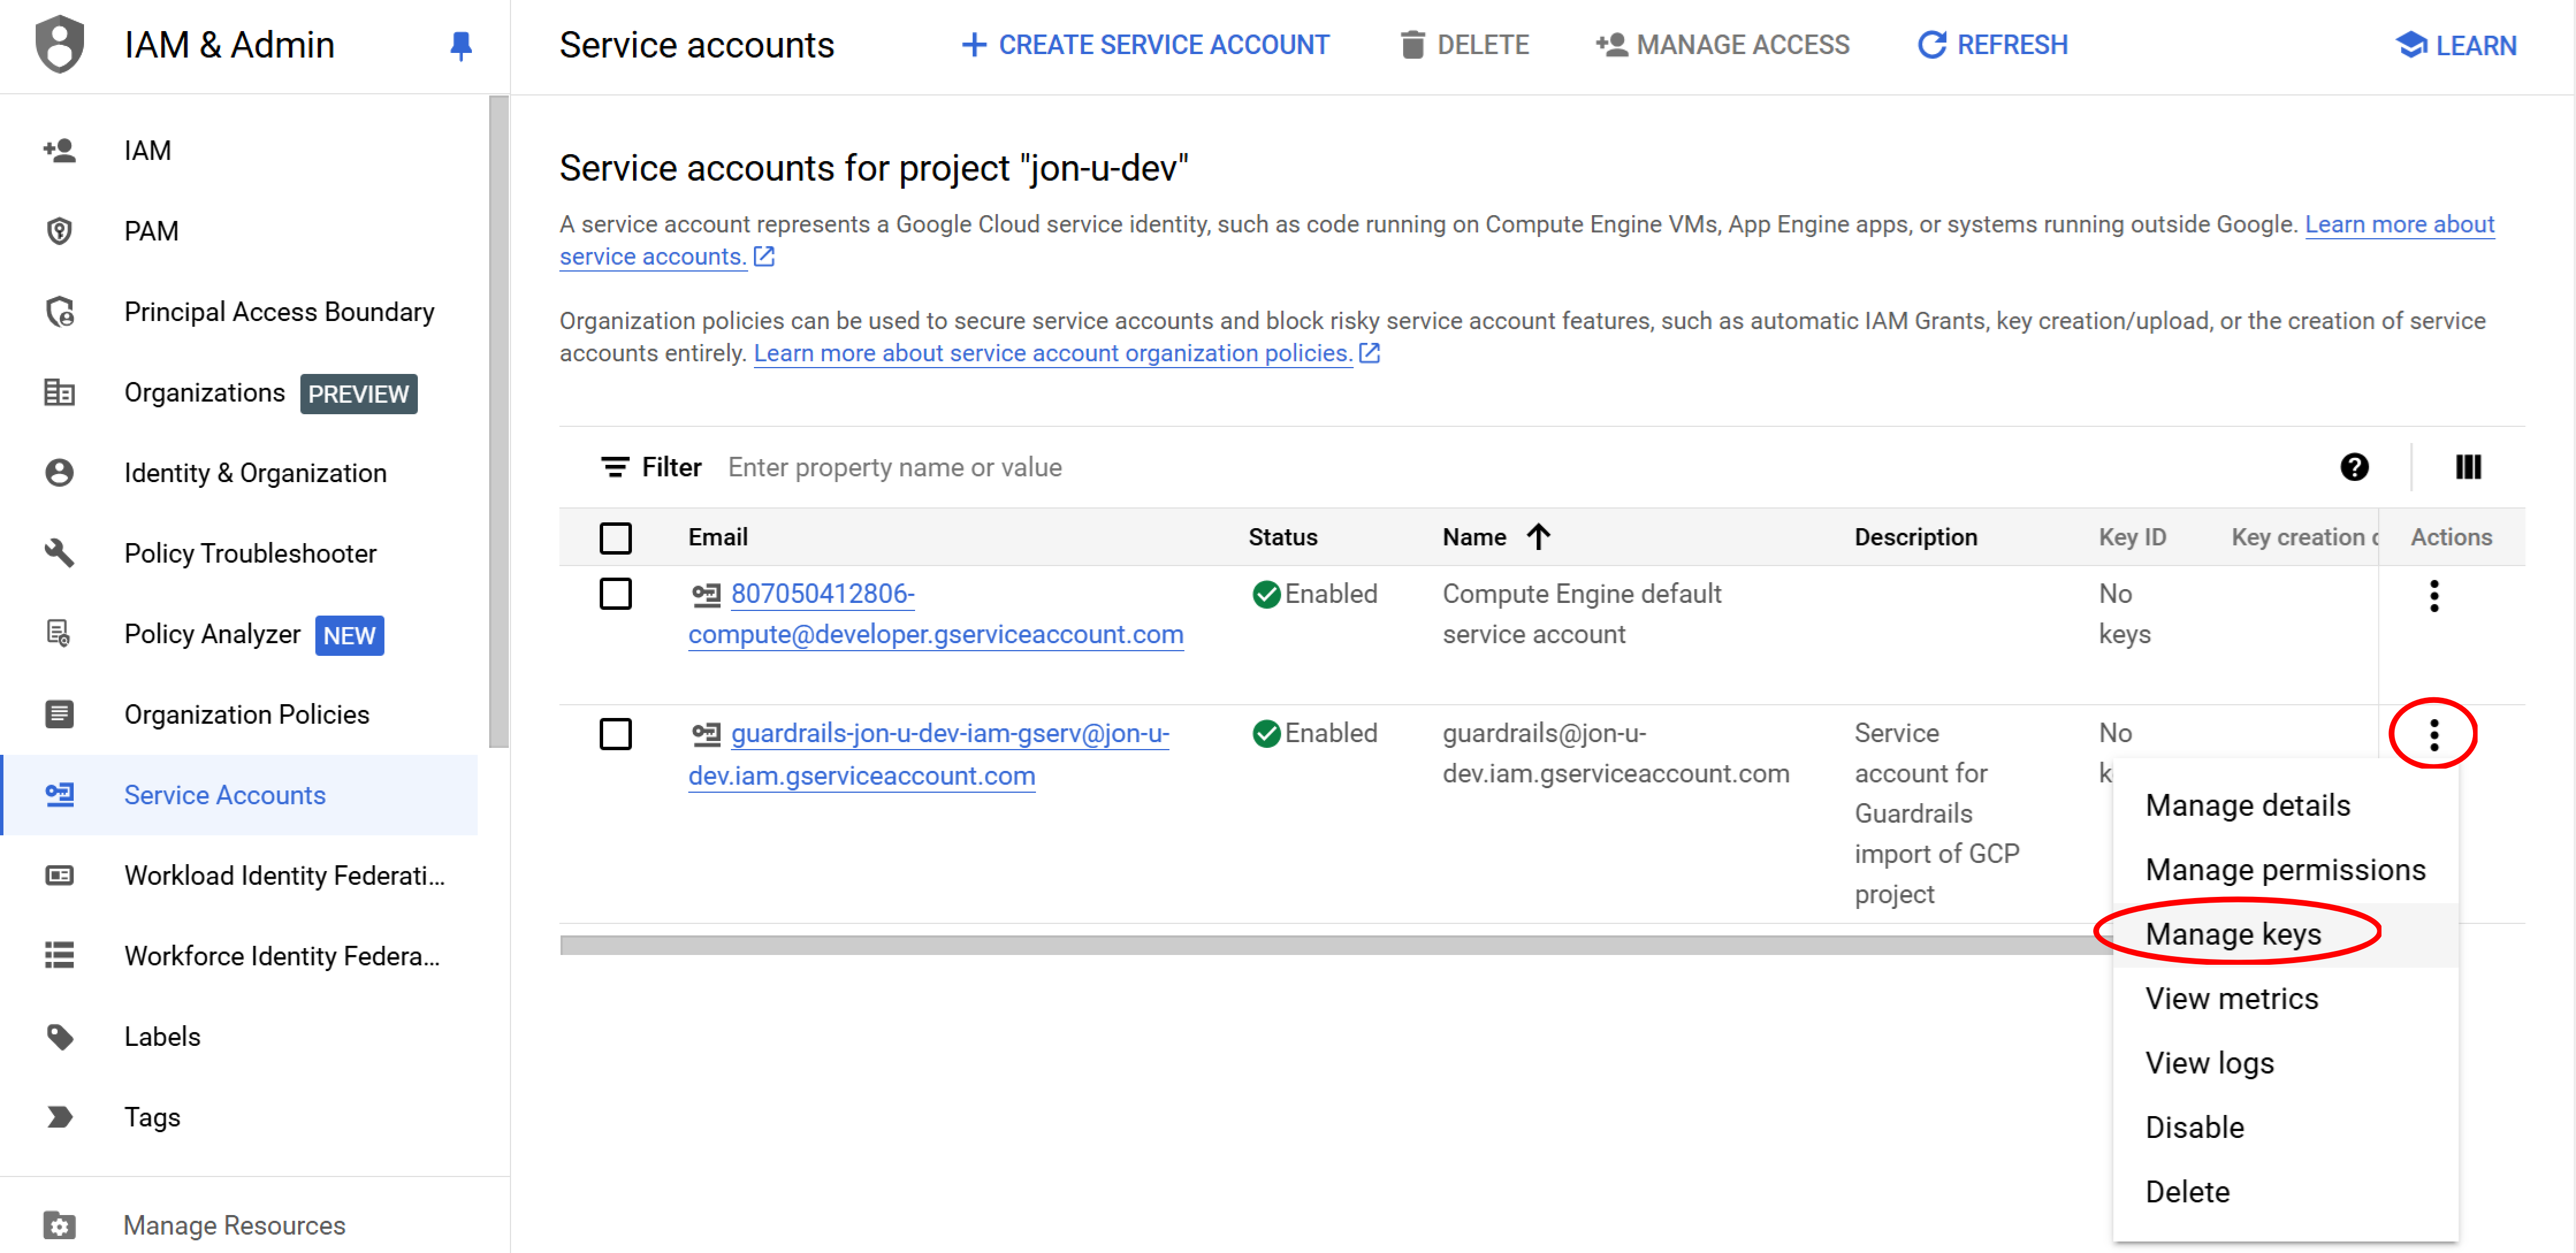 IAM & Admin
Service accounts
CREATE SERVICE ACCOUNT
DELETE
MANAGE ACCESS
REFRESH
LEARN
IAM
PAM
Principal Access Boundary
Organizations PREVIEW
Identity & Organization
Policy Troubleshooter
Policy Analyzer NEW
Organization Policies
Service Accounts
Workload Identity Federati...
Workforce Identity Federa...
Labels
Tags
Manage Resources
Service accounts for project "jon-u-dev"
A service account represents a Google Cloud service identity, such as code running on Compute Engine VMs, App Engine apps, or systems running outside Google. Learn more about
service accounts.
Organization policies can be used to secure service accounts and block risky service account features, such as automatic IAM Grants, key creation/upload, or the creation of service
accounts entirely. Learn more about service account organization policies.
Filter Enter property name or value
Email Status Name Description Key ID Key creation Actions
807050412806-
compute@developer.gserviceaccount.com
Enabled
Compute Engine default
service account
No
keys
guardrails-jon-u-dev-iam-gserv@jon-u-
dev.iam.gserviceaccount.com
Enabled
guardrails@jon-u-
dev.iam.gserviceaccount.com
Service
account for
Guardrails
import of GCP
project
No
Manage details
Manage permissions
Manage keys
View metrics
View logs
Disable
Delete